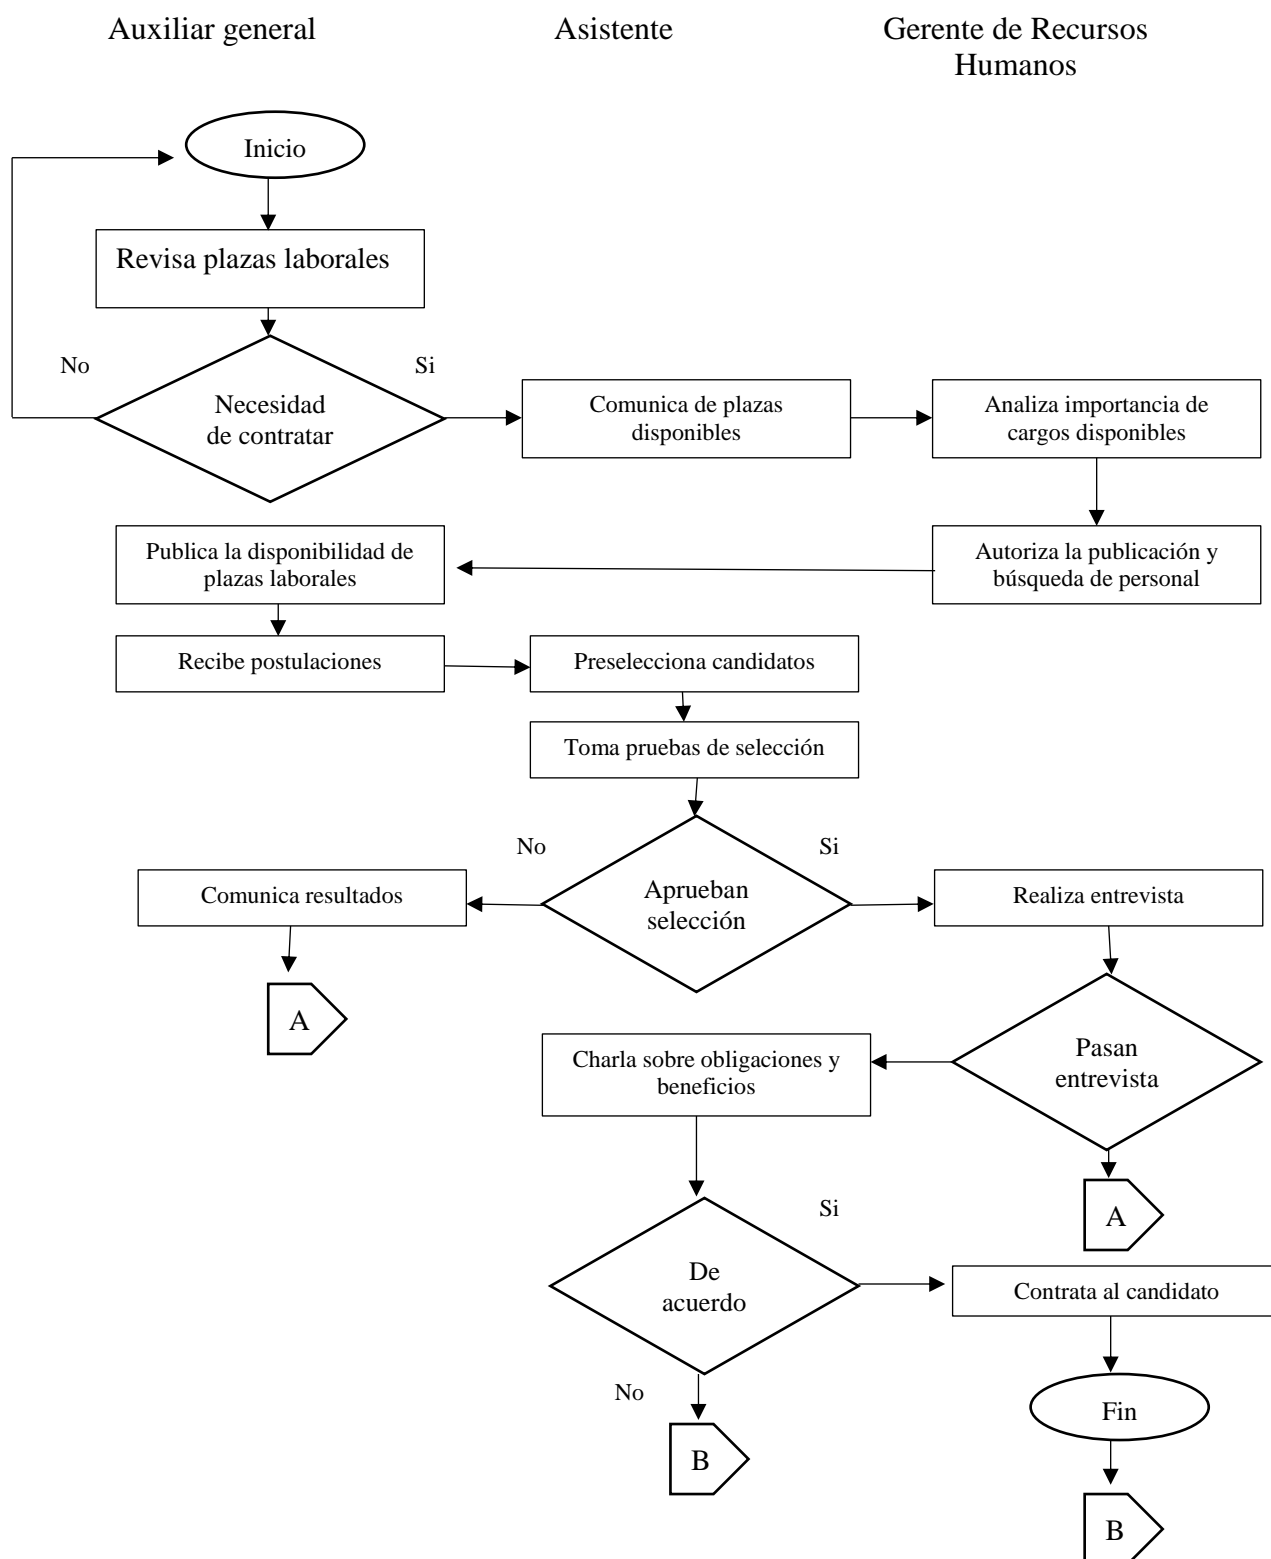 Auxiliar general
Asistente
Gerente de Recursos
Humanos
Inicio
Revisa plazas laborales
No
Si
Necesidad
de contratar
Comunica de plazas
disponibles
Analiza importancia de
cargos disponibles
Publica la disponibilidad de
plazas laborales
Autoriza la publicación y
búsqueda de personal
Recibe postulaciones
Preselecciona candidatos
Toma pruebas de selección
No
Si
Comunica resultados
Aprueban
selección
Realiza entrevista
A
Charla sobre obligaciones y
beneficios
Pasan
entrevista
Si
A
De
acuerdo
Contrata al candidato
No
Fin
B
B